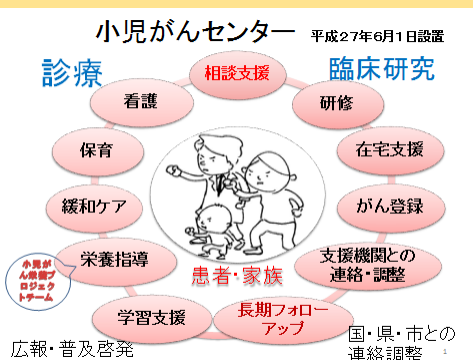 小児がんセンター 平成27年6月1日設置
診療
臨床研究
相談支援
看護
研修
保育
在宅支援
緩和ケア
がん登録
栄養指導
支援機関との
連絡・調整
小児が
ん栄養プ
ロジェク
トチーム
患者・家族
学習支援
長期フォロー
アップ
広報・普及啓発
国・県・市との
連絡調整
1